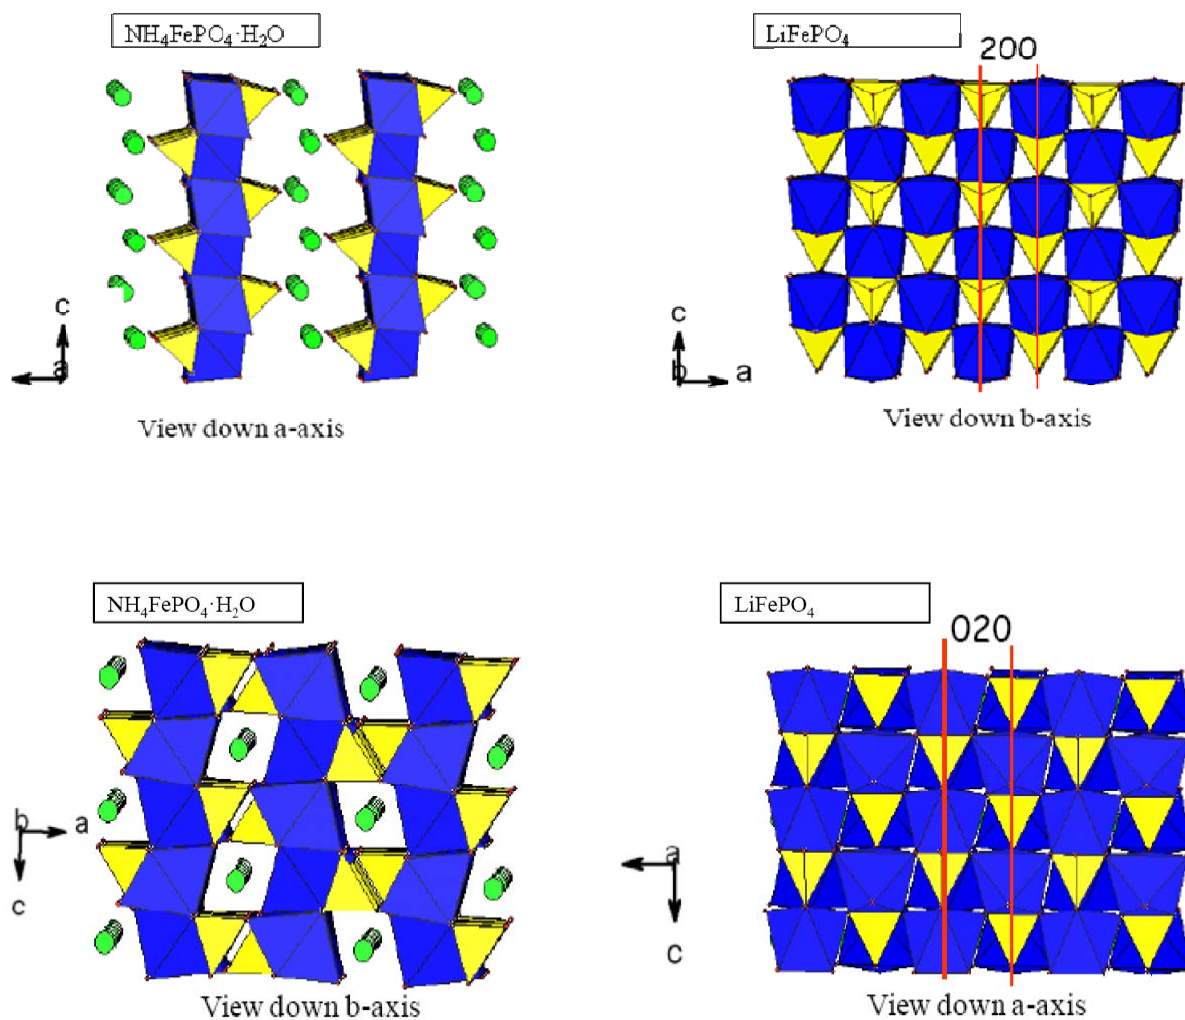 NH₄FePO₄·H₂O
LiFePO₄
200
c
a
c
b
a
View down a-axis
View down b-axis
NH₄FePO₄·H₂O
LiFePO₄
020
b
a
c
a
c
View down b-axis
View down a-axis